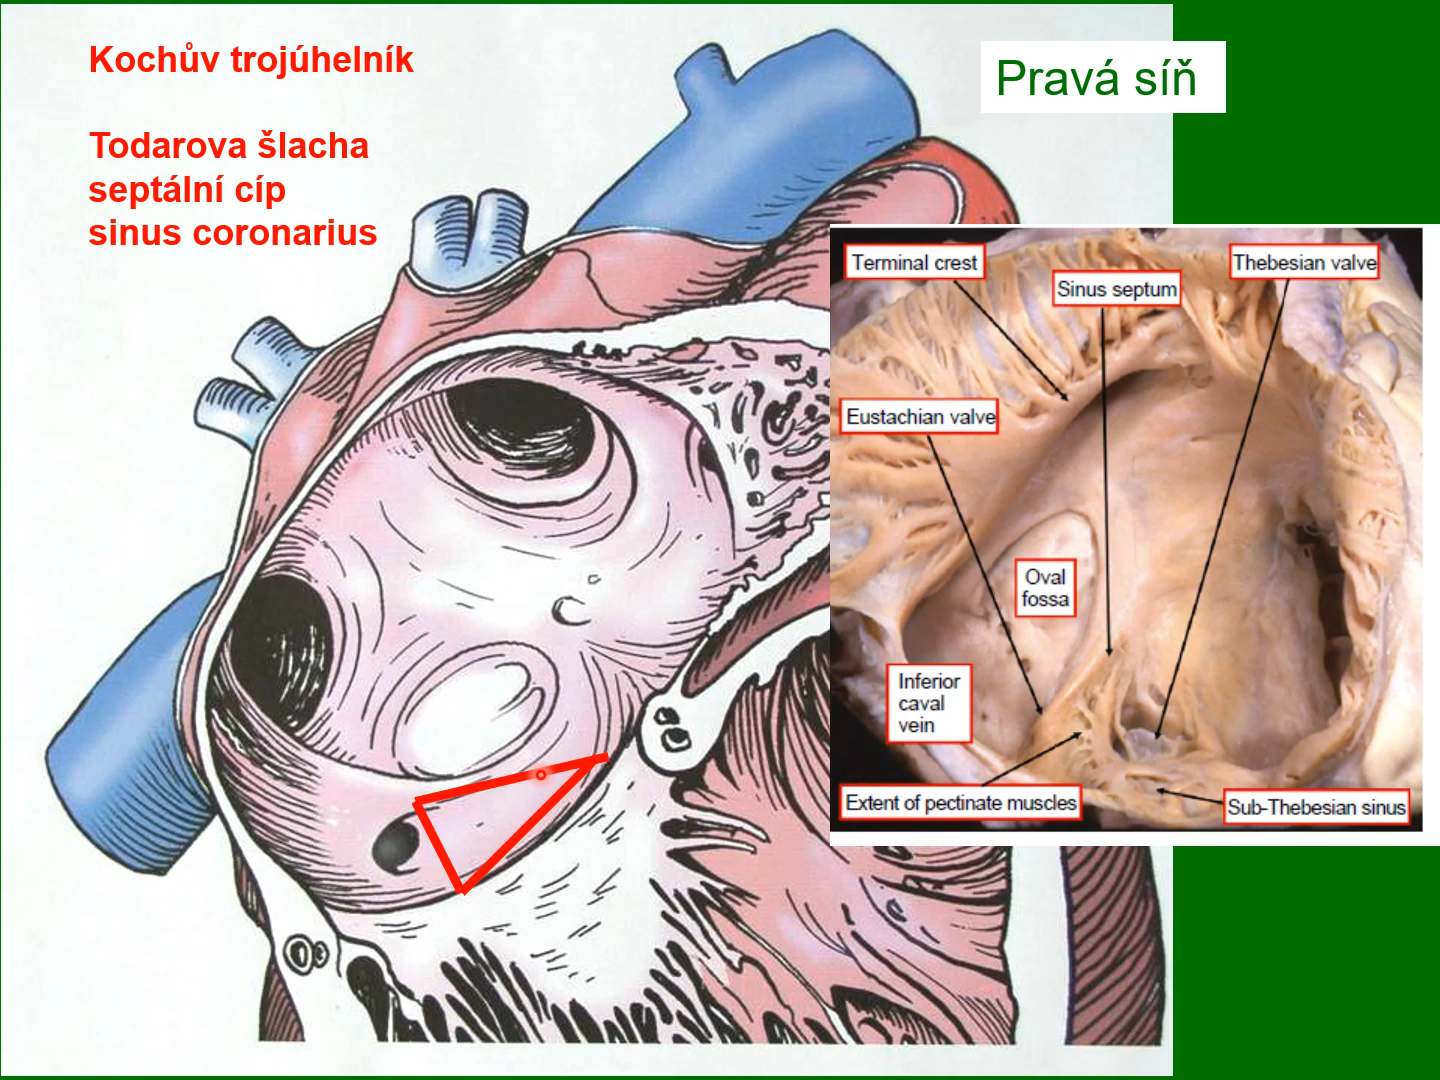 Kochův trojúhelník
Todarova šlacha
septální cíp
sinus coronarius
Pravá síň
Terminal crest
Sinus septum
Thebesian valve
Eustachian valve
Oval
fossa
Inferior
caval
vein
Extent of pectinate muscles
Sub-Thebesian sinus